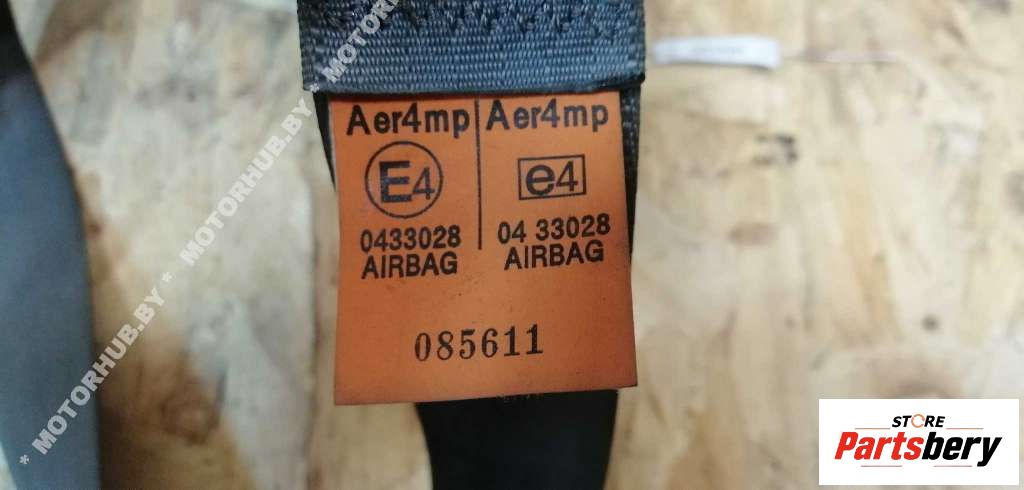 Aer4mp Aer4mp
E4 e4
0433028 04 33028
AIRBAG AIRBAG
085611
* MOTORHUB.BY * MOTORHUB.BY * MOTORHUB.BY
STORE
Partsbery